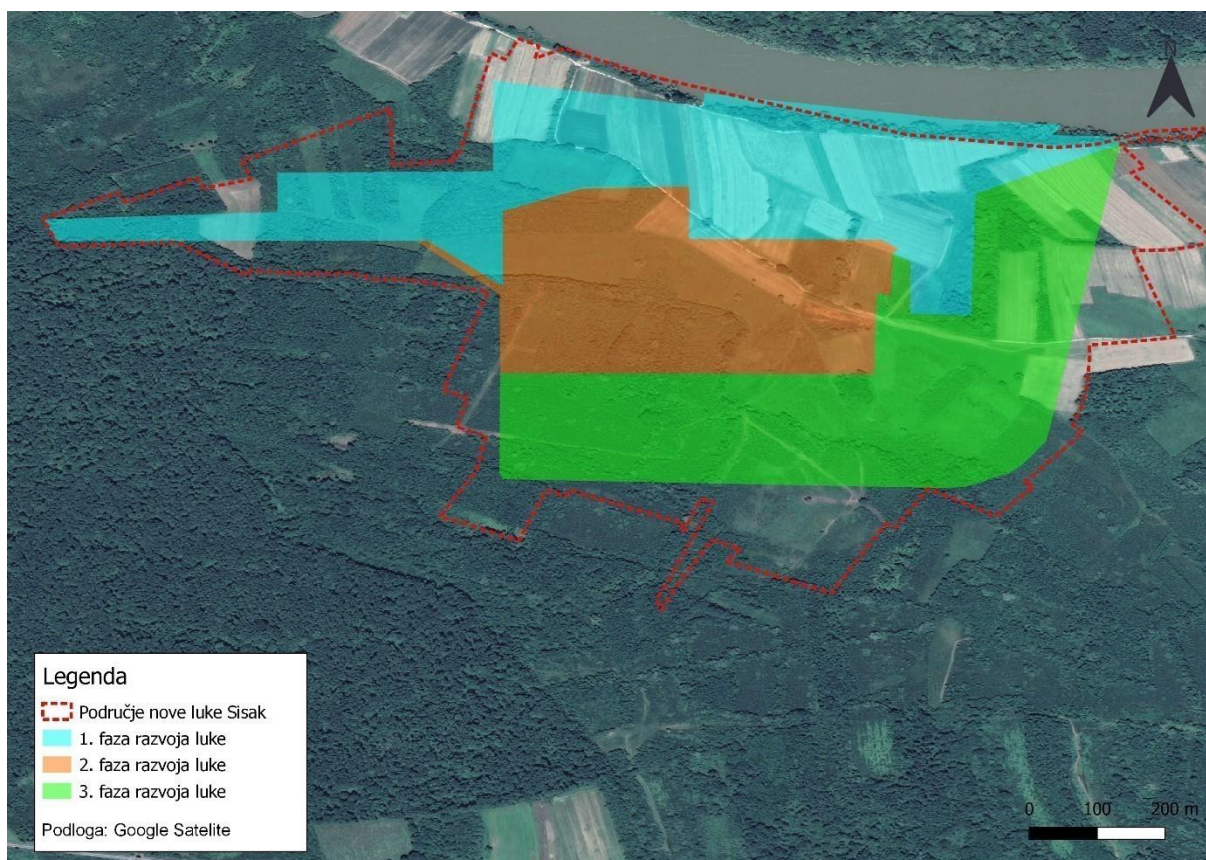 N
Legenda
Područje nove luke Sisak
1. faza razvoja luke
2. faza razvoja luke
3. faza razvoja luke
Podloga: Google Satelite
0 100 200 m